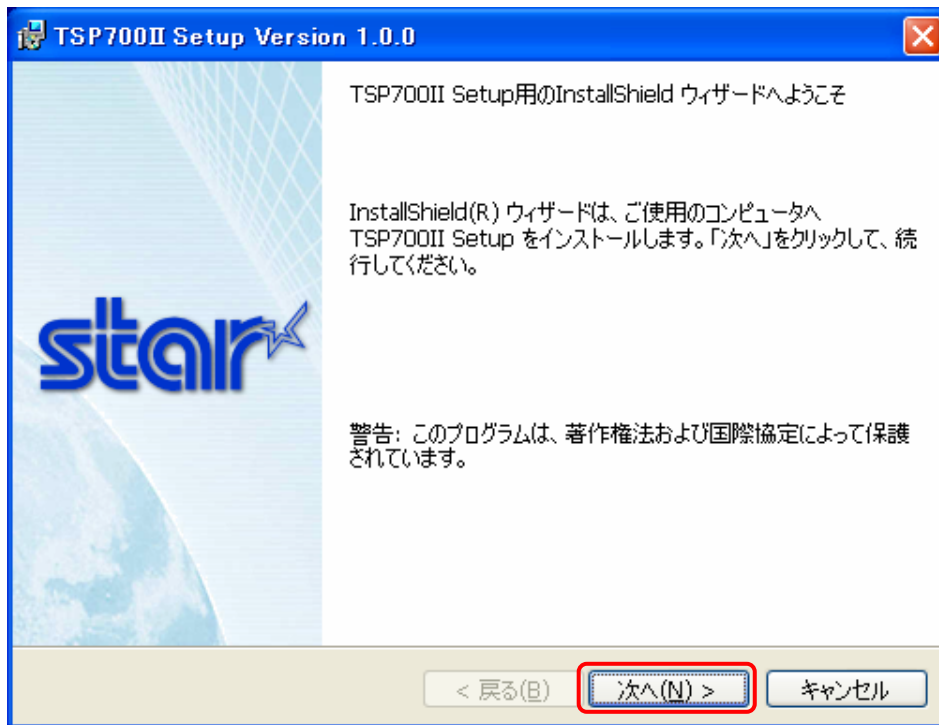 TSP700II Setup Version 1.0.0
TSP700II Setup用のInstallShield ウィザードへようこそ
InstallShield(R) ウィザードは、ご使用のコンピュータへ
TSP700II Setup をインストールします。「次へ」をクリックして、続
行してください。
star
警告: このプログラムは、著作権法および国際協定によって保護
されています。
< 戻る(B)
次へ(N) >
キャンセル